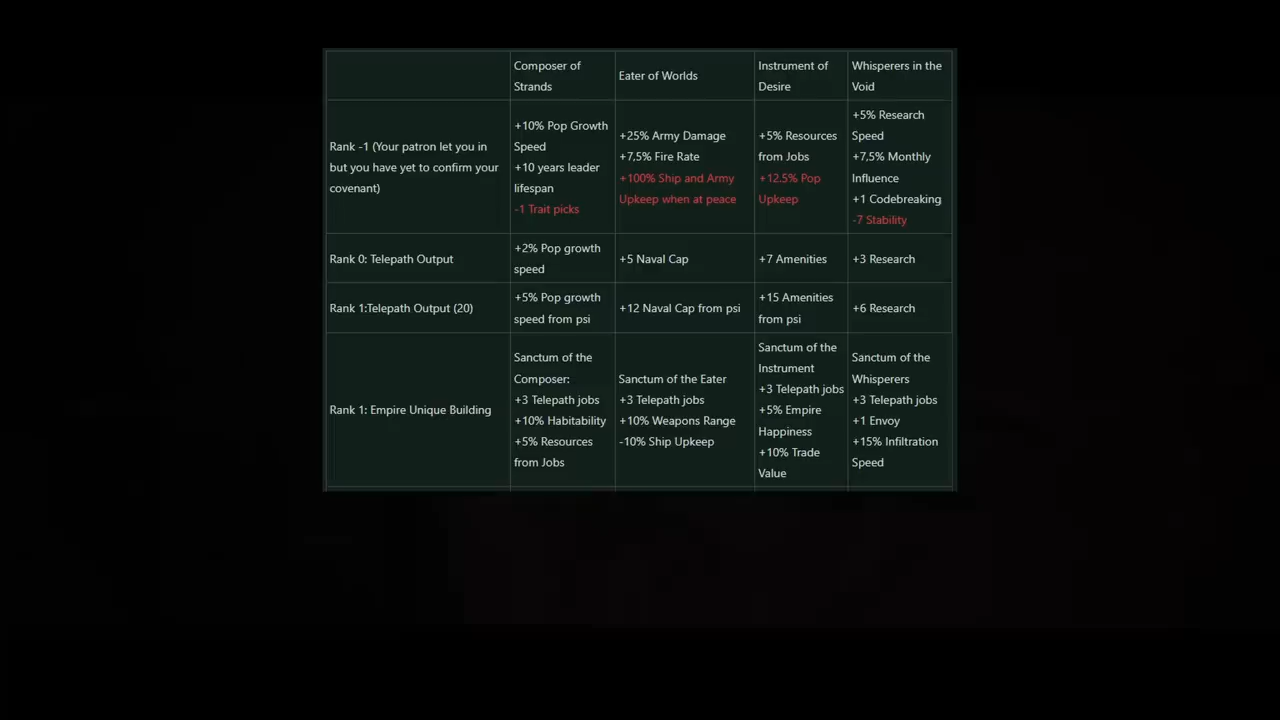 Composer of
Strands
Eater of Worlds
Instrument of
Desire
Whisperers in the
Void
Rank -1 (Your patron let you in
but you have yet to confirm your
covenant)
+10% Pop Growth
Speed
+10 years leader
lifespan
-1 Trait picks
+25% Army Damage
+7,5% Fire Rate
+100% Ship and Army
Upkeep when at peace
+5% Resources
from Jobs
+12.5% Pop
Upkeep
+5% Research
Speed
+7,5% Monthly
Influence
+1 Codebreaking
-7 Stability
Rank 0: Telepath Output
+2% Pop growth
speed
+5 Naval Cap
+7 Amenities
+3 Research
Rank 1:Telepath Output (20)
+5% Pop growth
speed from psi
+12 Naval Cap from psi
+15 Amenities
from psi
+6 Research
Rank 1: Empire Unique Building
Sanctum of the
Composer:
+3 Telepath jobs
+10% Habitability
+5% Resources
from Jobs
Sanctum of the Eater
+3 Telepath jobs
+10% Weapons Range
-10% Ship Upkeep
Sanctum of the
Instrument
+3 Telepath jobs
+5% Empire
Happiness
+10% Trade
Value
Sanctum of the
Whisperers
+3 Telepath jobs
+1 Envoy
+15% Infiltration
Speed